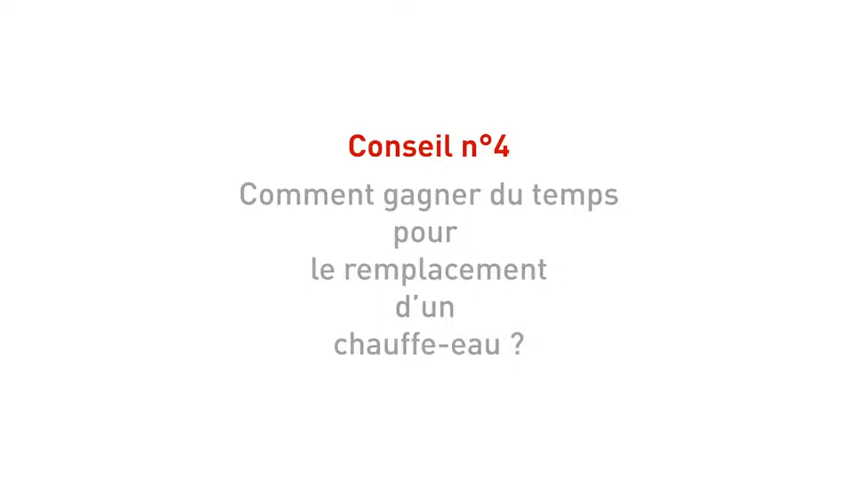 Conseil n°4
Comment gagner du temps
pour
le remplacement
d’un
chauffe-eau ?